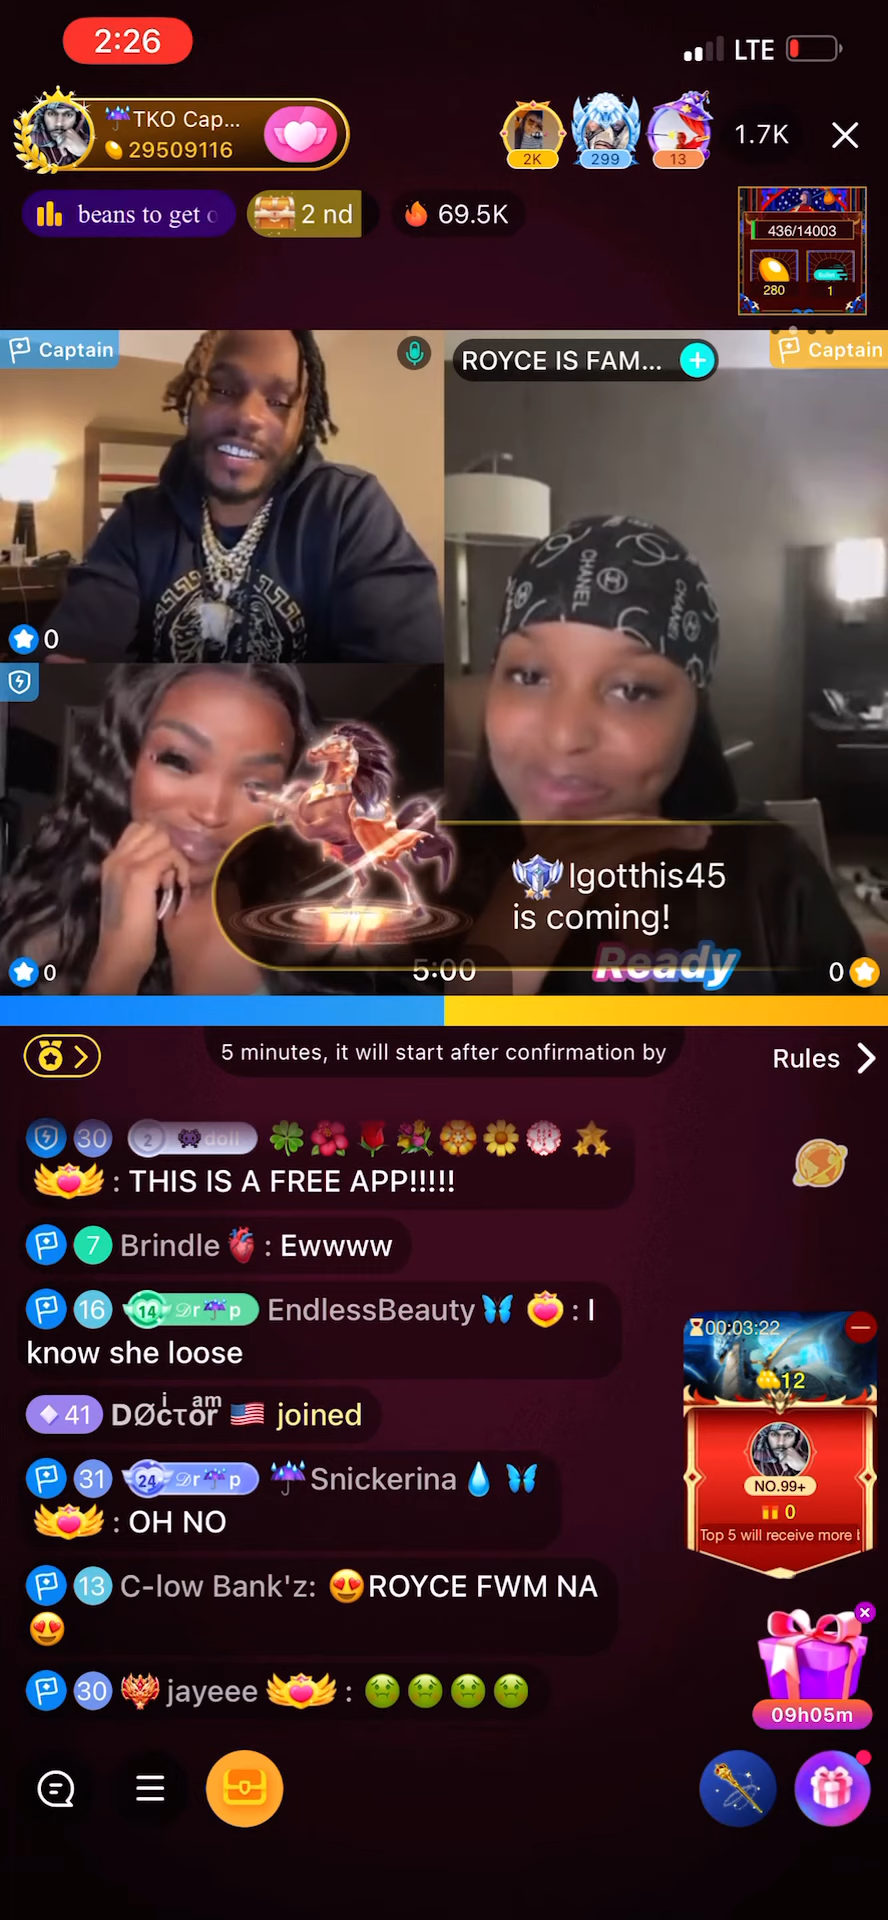 2:26
LTE
TKO Cap...
29509116
2K
299
13
1.7K
beans to get
2 nd
69.5K
436/14003
280
1
Captain
ROYCE IS FAM...
Captain
CHANEL
0
Igotthis45
is coming!
0
5:00
Ready
0
5 minutes, it will start after confirmation by
Rules
30 2 doll
: THIS IS A FREE APP!!!!!
7 Brindle : Ewwww
16 14 Dr☔p EndlessBeauty🦋 : I
know she loose
41 DØcⁱτoramr 🇺🇸 joined
31 24 Dr☔p ☔Snickerina💧🦋
: OH NO
13 C-low Bank'z: 😍ROYCE FWM NA
😍
30 jayeee : 🤢🤢🤢🤢
00:03:22
12
NO.99+
0
Top 5 will receive more
09h05m